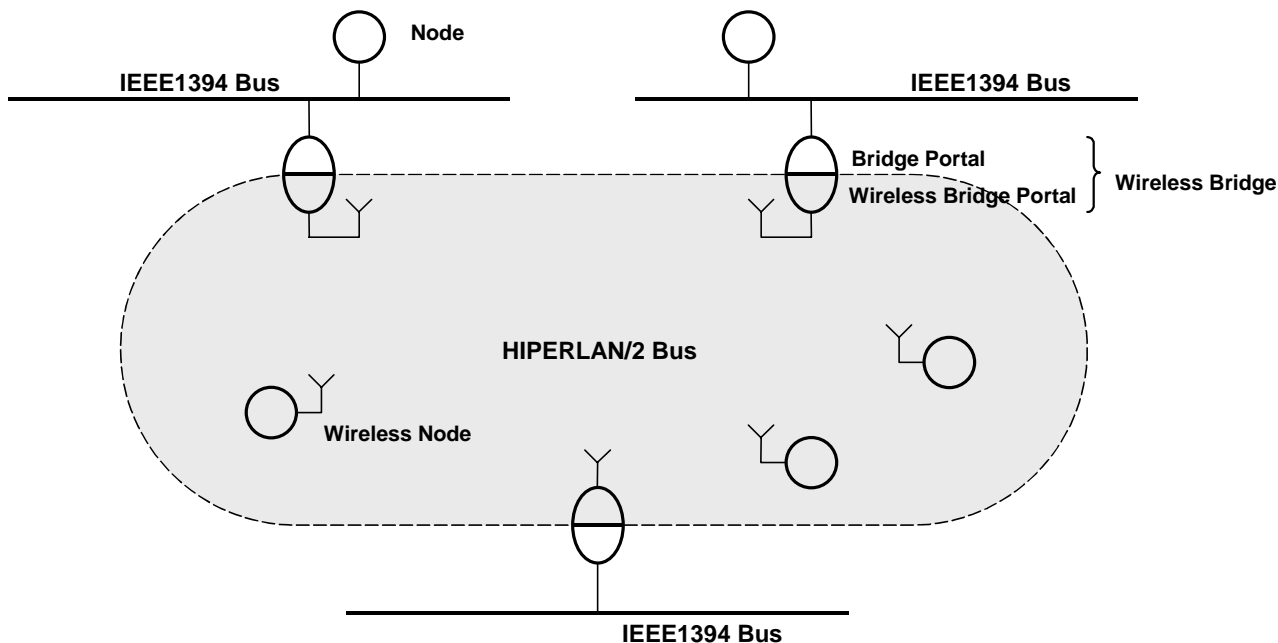 Node
IEEE1394 Bus
IEEE1394 Bus
Bridge Portal
Wireless Bridge Portal
Wireless Bridge
HIPERLAN/2 Bus
Wireless Node
IEEE1394 Bus